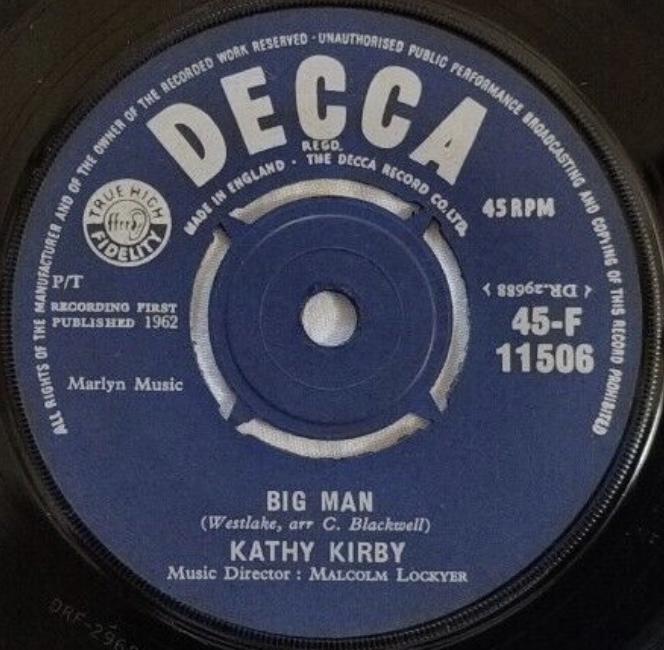 ALL RIGHTS OF THE MANUFACTURER AND OF THE OWNER OF THE RECORDED WORK RESERVED · UNAUTHORISED PUBLIC PERFORMANCE BROADCASTING AND COPYING OF THIS RECORD PROHIBITED
DECCA
REGD.
MADE IN ENGLAND · THE DECCA RECORD CO. LTD.
TRUE HIGH
ffrr
FIDELITY
45 RPM
P/T
RECORDING FIRST
PUBLISHED 1962
(DR.29688)
45-F
11506
Marlyn Music
BIG MAN
(Westlake, arr C. Blackwell)
KATHY KIRBY
Music Director : MALCOLM LOCKYER